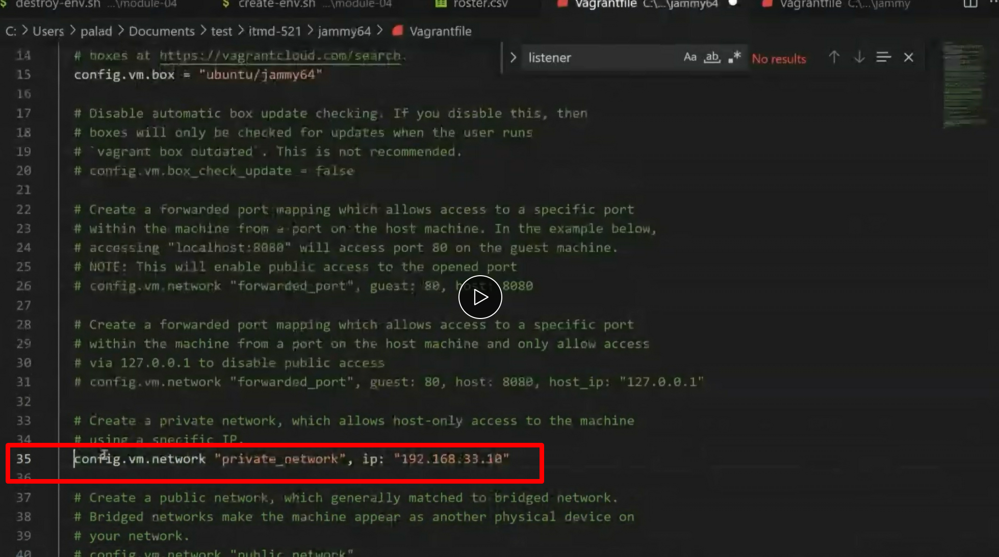 destroy-env.sh ...\module-04 $ create-env.sh ...\module-04 roster.csv Vagrantfile C:\...\jammy64 Vagrantfile C:\...\jammy
C: > Users > palad > Documents > test > itmd-521 > jammy64 > Vagrantfile
listener Aa ab .* No results
14 # boxes at https://vagrantcloud.com/search.
15 config.vm.box = "ubuntu/jammy64"
16
17 # Disable automatic box update checking. If you disable this, then
18 # boxes will only be checked for updates when the user runs
19 # `vagrant box outdated`. This is not recommended.
20 # config.vm.box_check_update = false
21
22 # Create a forwarded port mapping which allows access to a specific port
23 # within the machine from a port on the host machine. In the example below,
24 # accessing "localhost:8080" will access port 80 on the guest machine.
25 # NOTE: This will enable public access to the opened port
26 # config.vm.network "forwarded_port", guest: 80, host: 8080
27
28 # Create a forwarded port mapping which allows access to a specific port
29 # within the machine from a port on the host machine and only allow access
30 # via 127.0.0.1 to disable public access
31 # config.vm.network "forwarded_port", guest: 80, host: 8080, host_ip: "127.0.0.1"
32
33 # Create a private network, which allows host-only access to the machine
34 # using a specific IP.
35 config.vm.network "private_network", ip: "192.168.33.10"
36
37 # Create a public network, which generally matched to bridged network.
38 # Bridged networks make the machine appear as another physical device on
39 # your network.
40 # config.vm.network "public_network"